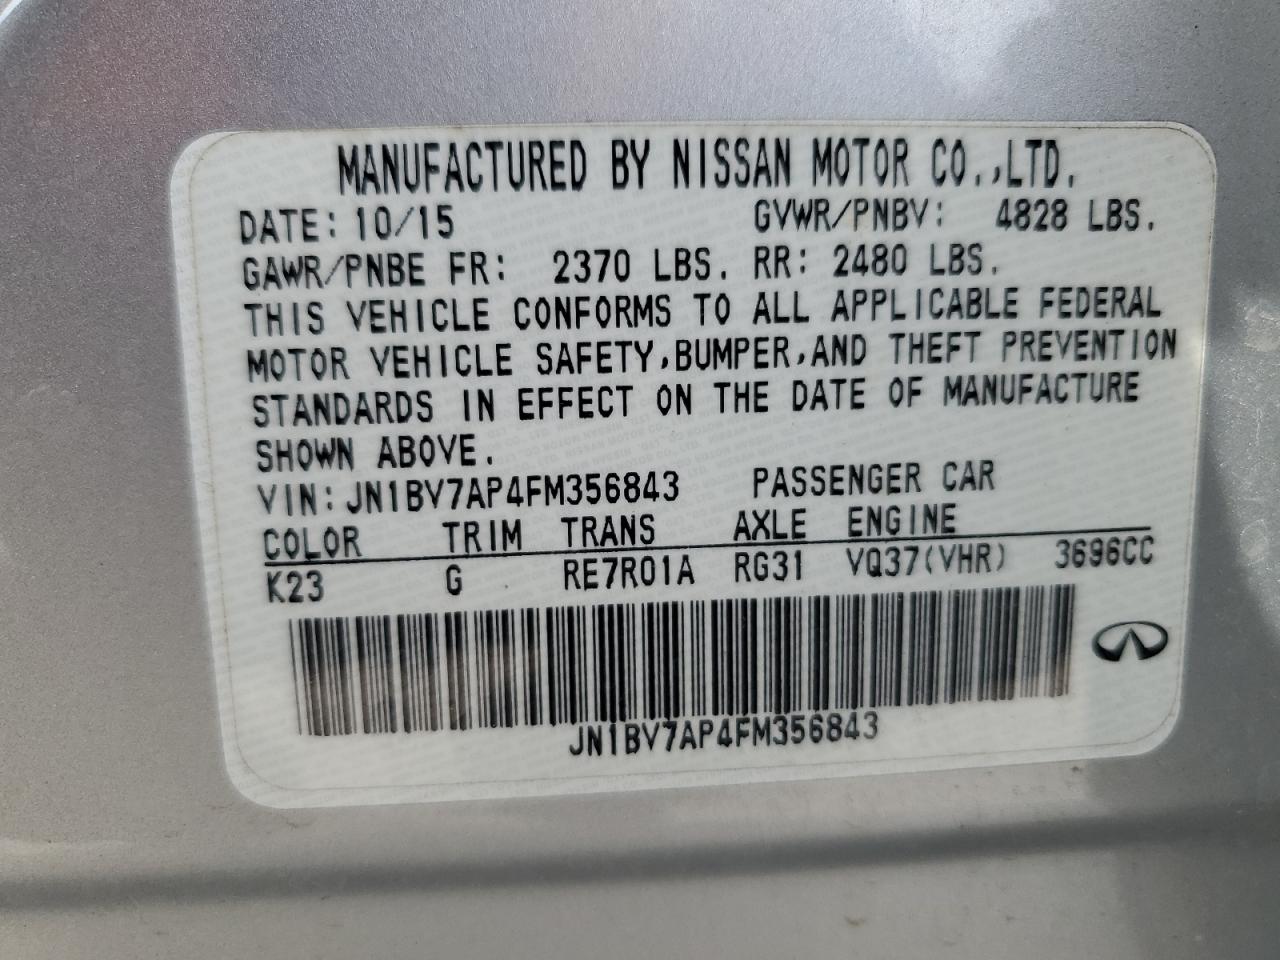 MANUFACTURED BY NISSAN MOTOR CO.,LTD.
DATE: 10/15 GVWR/PNBV: 4828 LBS.
GAWR/PNBE FR: 2370 LBS. RR: 2480 LBS.
THIS VEHICLE CONFORMS TO ALL APPLICABLE FEDERAL
MOTOR VEHICLE SAFETY,BUMPER,AND THEFT PREVENTION
STANDARDS IN EFFECT ON THE DATE OF MANUFACTURE
SHOWN ABOVE.
VIN: JN1BV7AP4FM356843 PASSENGER CAR
COLOR TRIM TRANS AXLE ENGINE
K23 G RE7R01A RG31 VQ37(VHR) 3696CC
JN1BV7AP4FM356843